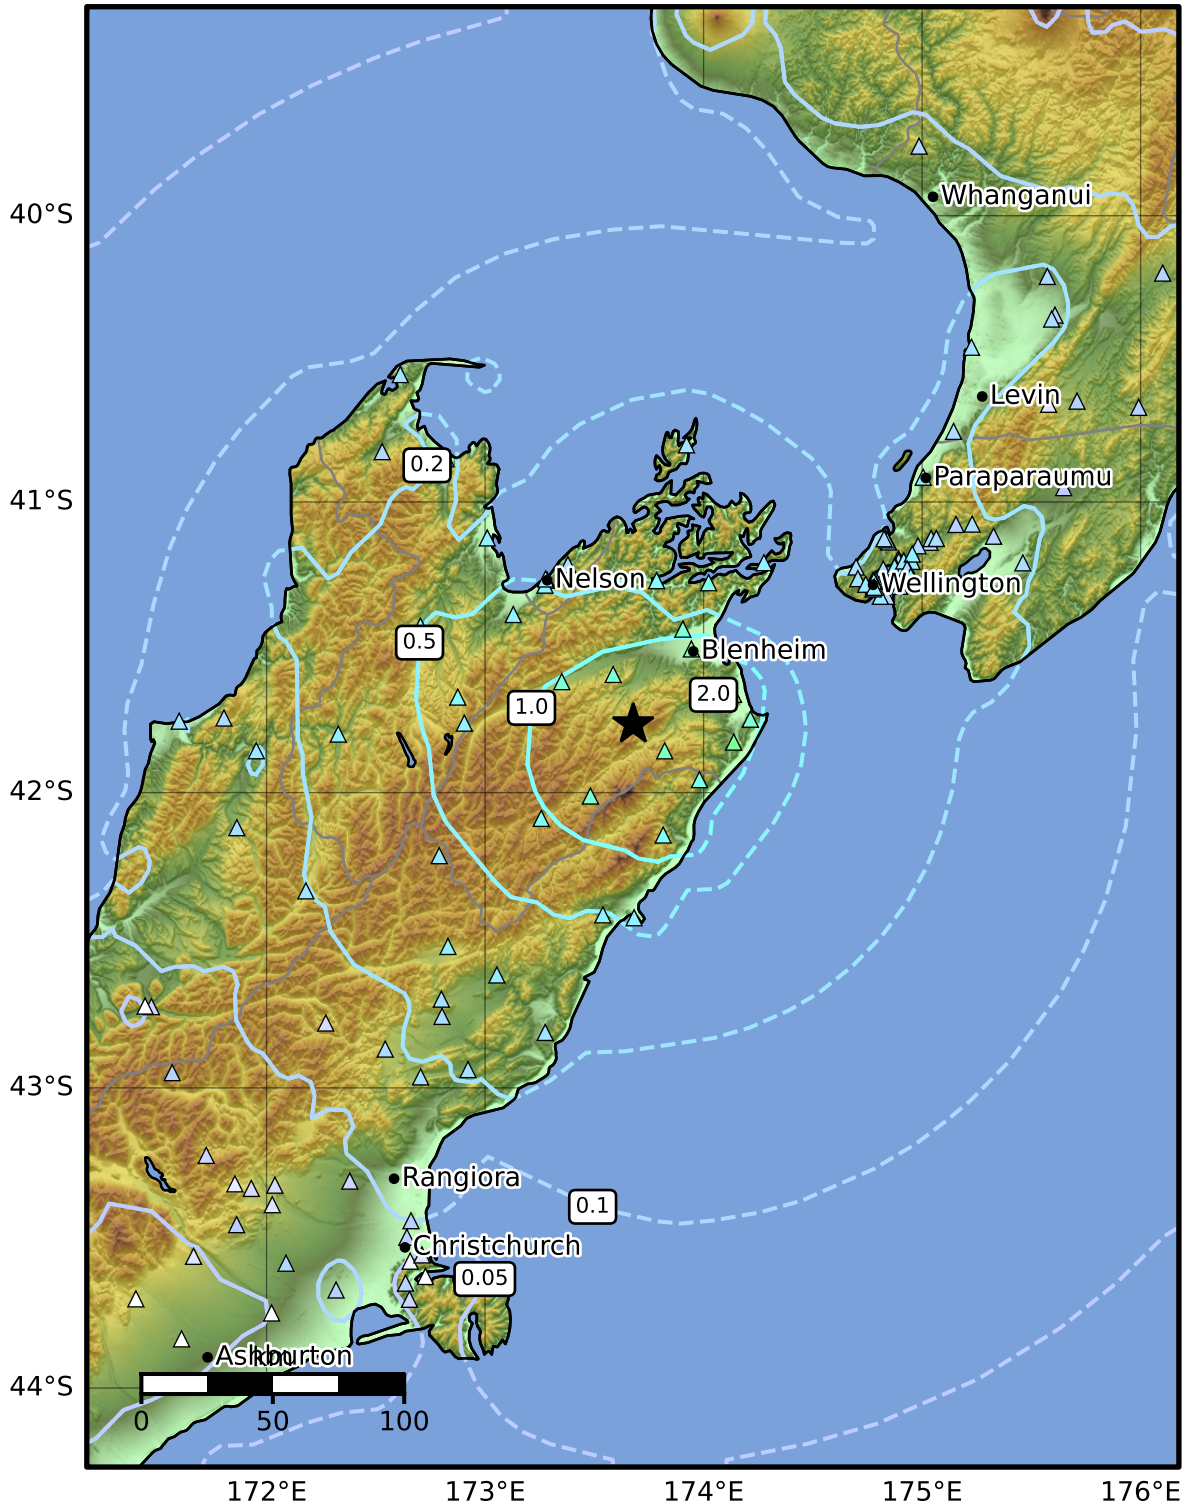 Whanganui
40°S
Levin
0.2
Paraparaumu
41°S
Nelson
Wellington
0.5
Blenheim
2.0
1.0
42°S
43°S
Rangiora
0.1
Christchurch
0.05
Ashburton
km
44°S
0 50 100
172°E 173°E 174°E 175°E 176°E